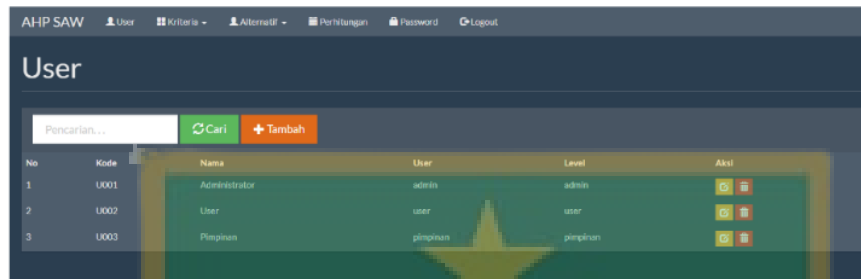 AHP SAW User Kriteria Alternatif Perhitungan Password Logout
User
Pencarian... Cari Tambah
No Kode Nama User Level Aksi
1 U001 Administrator admin admin
2 U002 User user user
3 U003 Pimpinan pimpinan pimpinan